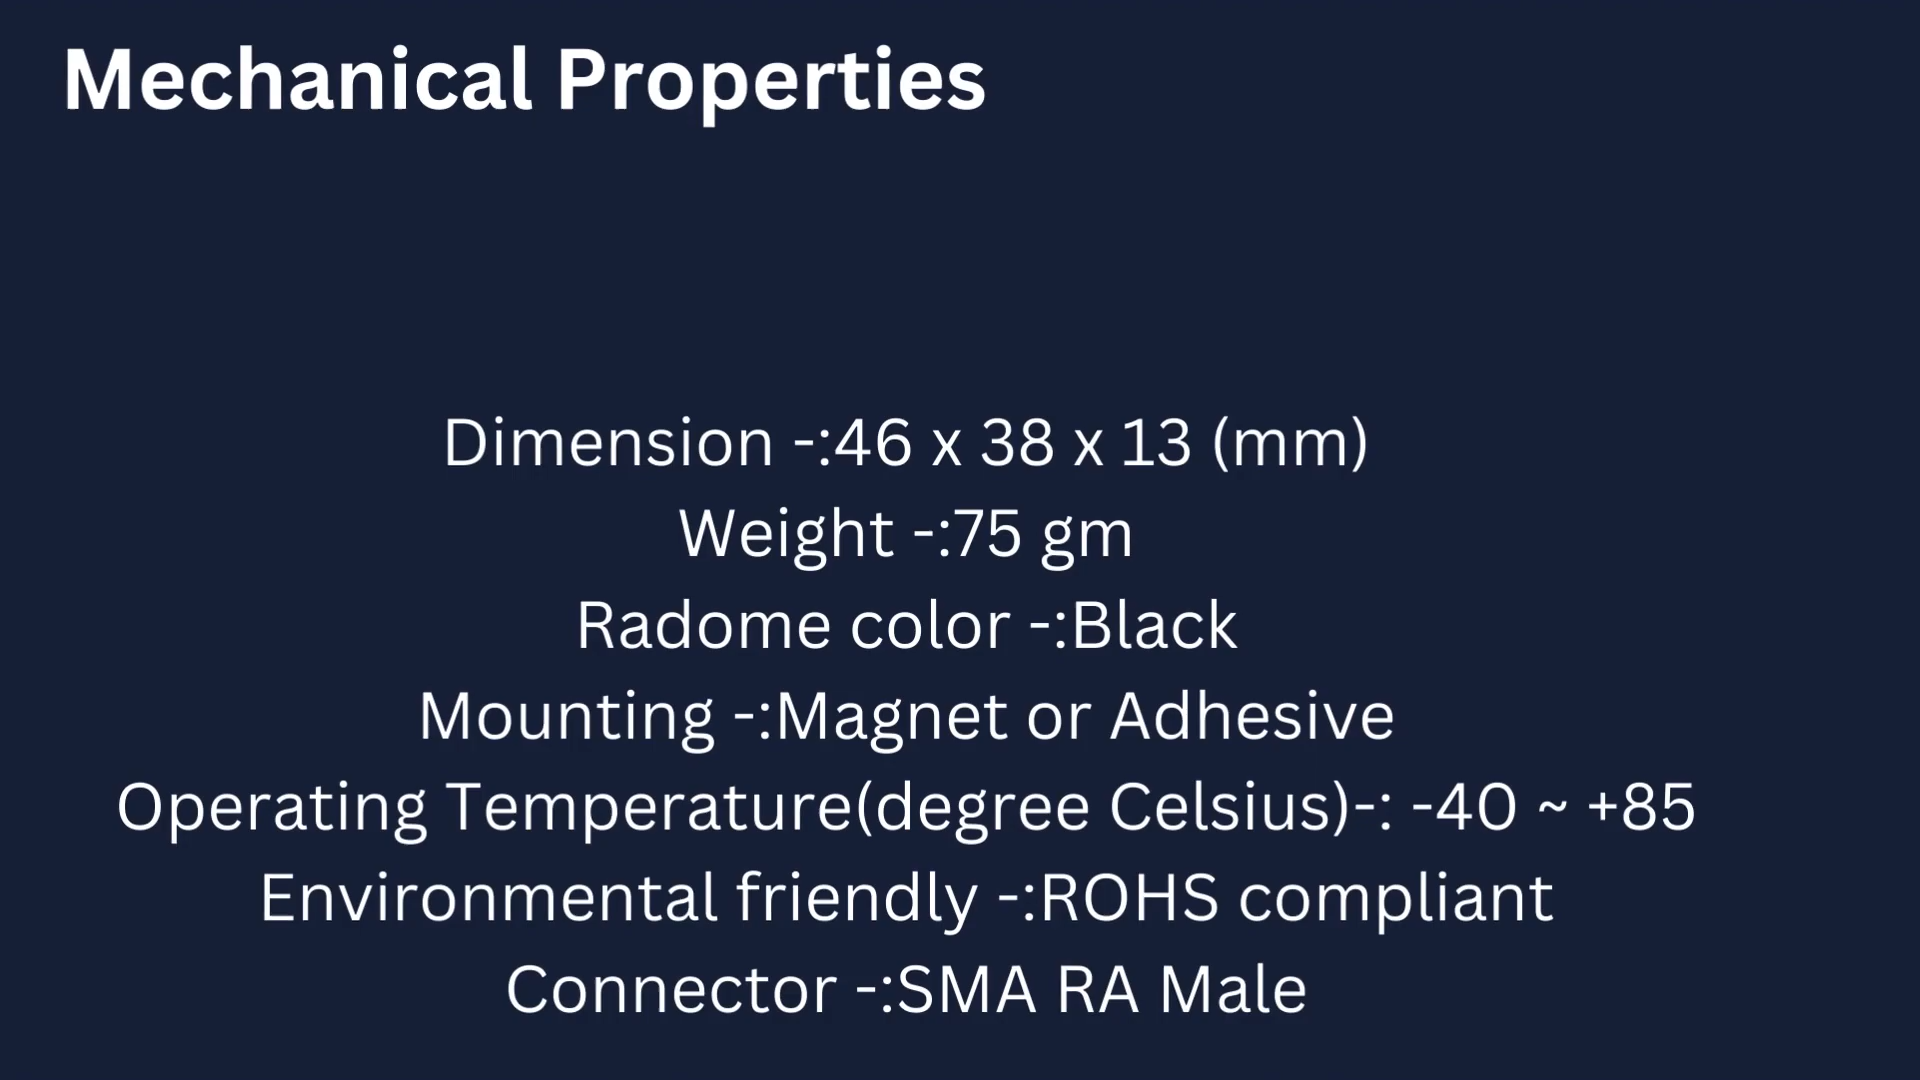 Mechanical Properties
Dimension -:46 x 38 x 13 (mm)
Weight -:75 gm
Radome color -:Black
Mounting -:Magnet or Adhesive
Operating Temperature(degree Celsius)-: -40 ~ +85
Environmental friendly -:ROHS compliant
Connector -:SMA RA Male